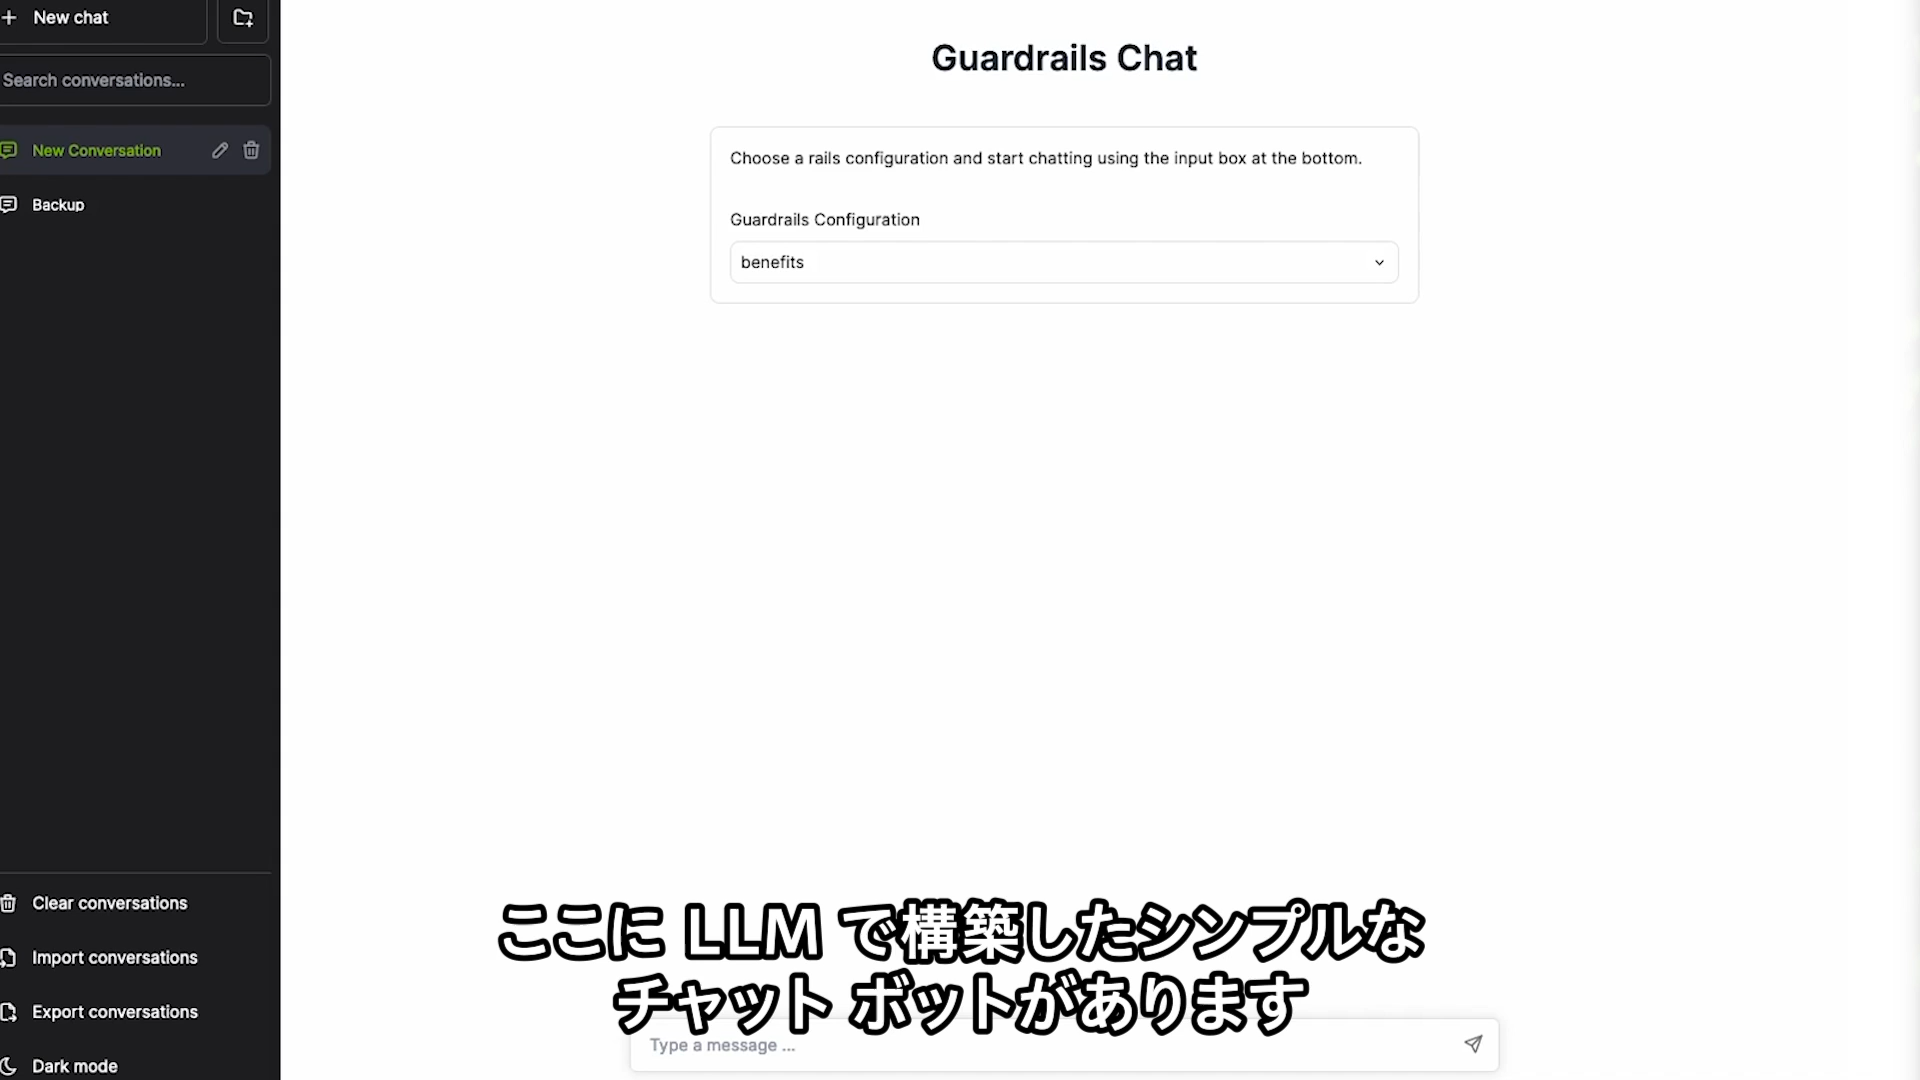 New chat
Search conversations...
New Conversation
Backup
Clear conversations
Import conversations
Export conversations
Dark mode
Guardrails Chat
Choose a rails configuration and start chatting using the input box at the bottom.
Guardrails Configuration
benefits
ここに LLM で構築したシンプルな
チャット ボットがあります
Type a message ...